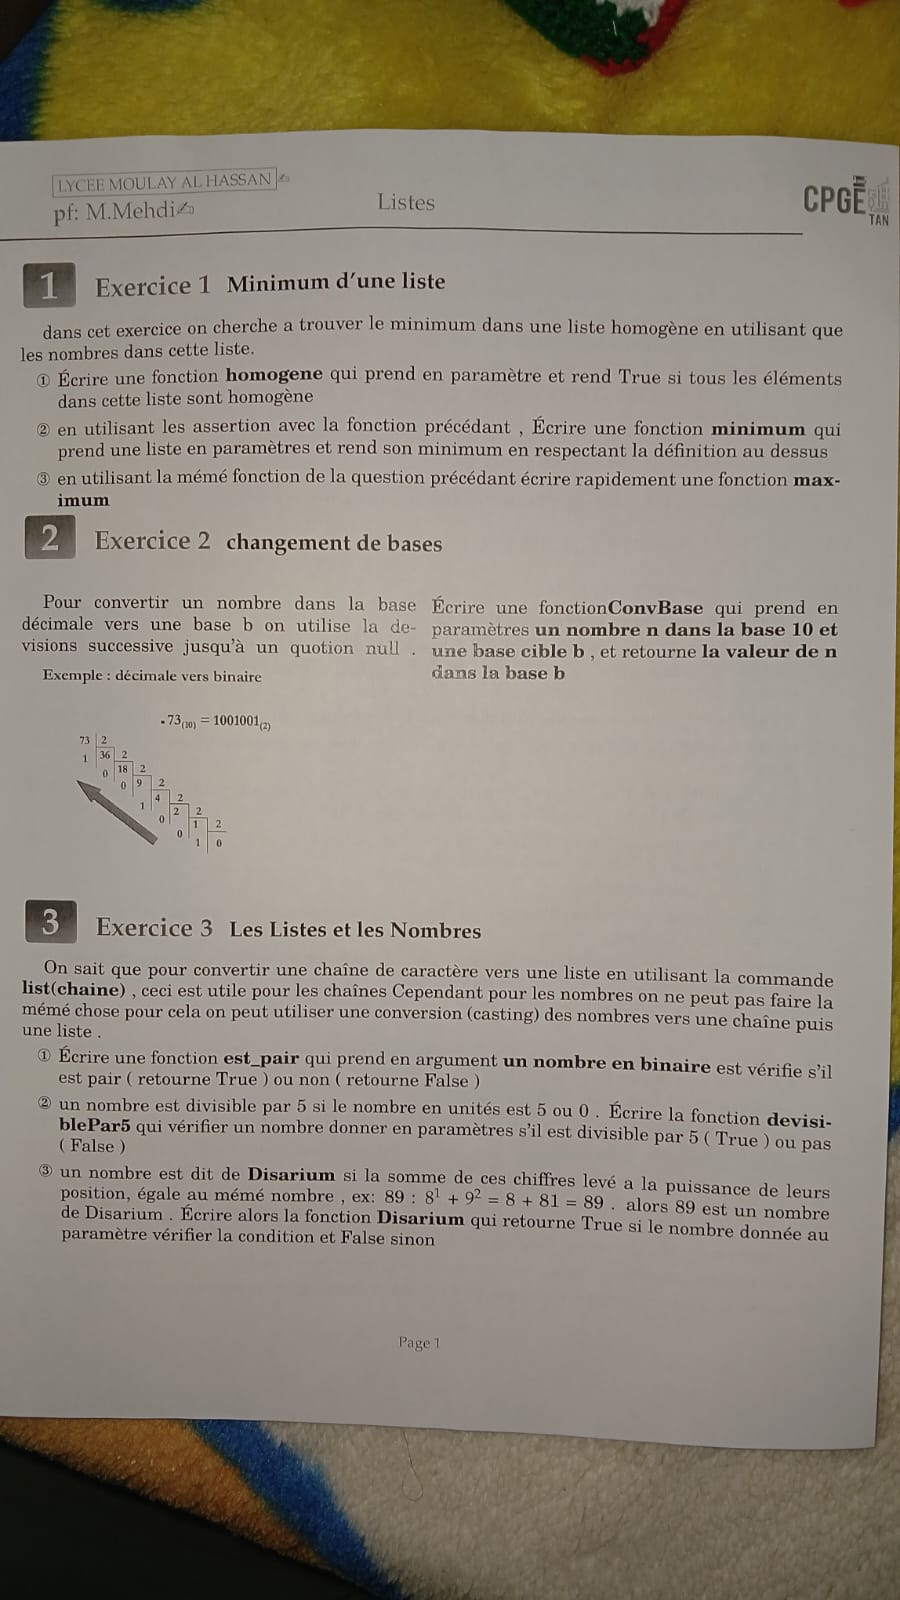 LYCEE MOULAY AL HASSAN
pf: M.Mehdi
Listes
CPGE
TAN
1 Exercice 1 Minimum d'une liste
dans cet exercice on cherche a trouver le minimum dans une liste homogène en utilisant que
les nombres dans cette liste.
① Écrire une fonction homogene qui prend en paramètre et rend True si tous les éléments
dans cette liste sont homogène
② en utilisant les assertion avec la fonction précédant , Écrire une fonction minimum qui
prend une liste en paramètres et rend son minimum en respectant la définition au dessus
③ en utilisant la mémé fonction de la question précédant écrire rapidement une fonction max-
imum
2 Exercice 2 changement de bases
Pour convertir un nombre dans la base
décimale vers une base b on utilise la de-
visions successive jusqu'à un quotion null .
Exemple : décimale vers binaire
73(10) = 1001001(2)
73 2
1 36 2
0 18 2
0 9 2
1 4 2
0 2 2
0 1 2
1 0
Écrire une fonctionConvBase qui prend en
paramètres un nombre n dans la base 10 et
une base cible b , et retourne la valeur de n
dans la base b
3 Exercice 3 Les Listes et les Nombres
On sait que pour convertir une chaîne de caractère vers une liste en utilisant la commande
list(chaine) , ceci est utile pour les chaînes Cependant pour les nombres on ne peut pas faire la
mémé chose pour cela on peut utiliser une conversion (casting) des nombres vers une chaîne puis
une liste .
① Écrire une fonction est_pair qui prend en argument un nombre en binaire est vérifie s'il
est pair ( retourne True ) ou non ( retourne False )
② un nombre est divisible par 5 si le nombre en unités est 5 ou 0 . Écrire la fonction devisi-
blePar5 qui vérifier un nombre donner en paramètres s'il est divisible par 5 ( True ) ou pas
( False )
③ un nombre est dit de Disarium si la somme de ces chiffres levé a la puissance de leurs
position, égale au mémé nombre , ex: 89 : 8¹ + 9² = 8 + 81 = 89 . alors 89 est un nombre
de Disarium . Écrire alors la fonction Disarium qui retourne True si le nombre donnée au
paramètre vérifier la condition et False sinon
Page 1